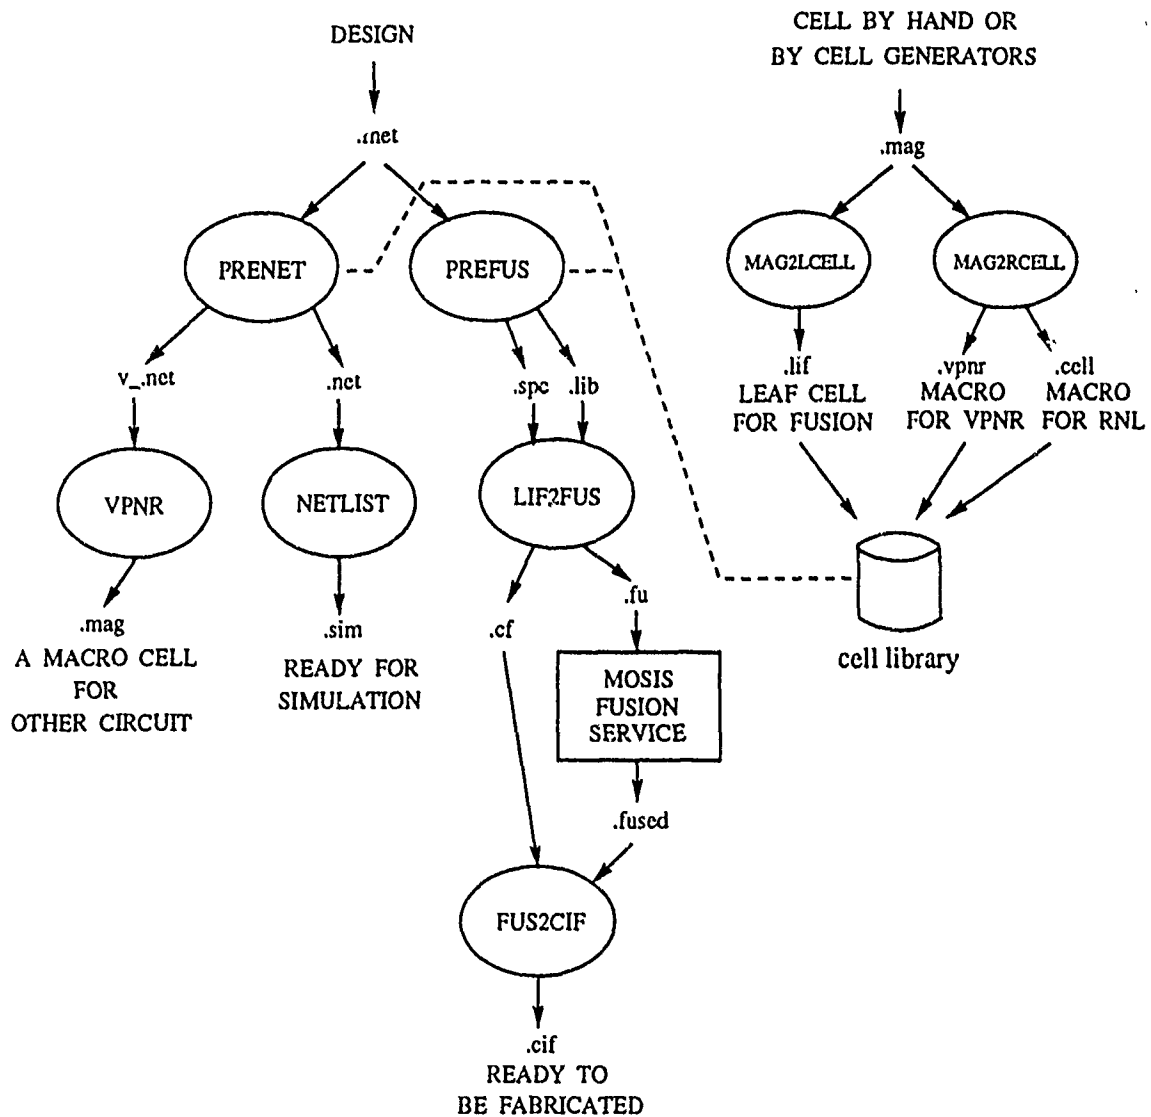 DESIGN
CELL BY HAND OR
BY CELL GENERATORS
.rnet
.mag
PRENET
PREFUS
MAG2LCELL
MAG2RCELL
v_.net
.net
.spc
.lib
.lif
LEAF CELL
FOR FUSION
.vpnr
MACRO
FOR VPNR
.cell
MACRO
FOR RNL
VPNR
NETLIST
LIF2FUS
.mag
A MACRO CELL
FOR
OTHER CIRCUIT
.sim
READY FOR
SIMULATION
.cf
.fu
cell library
MOSIS
FUSION
SERVICE
.fused
FUS2CIF
.cif
READY TO
BE FABRICATED